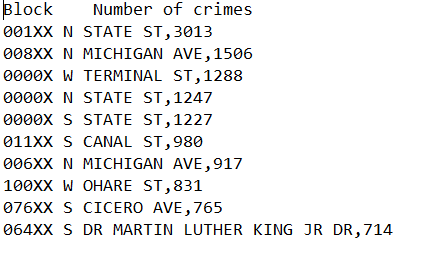 Block    Number of crimes
001XX N STATE ST,3013
008XX N MICHIGAN AVE,1506
0000X W TERMINAL ST,1288
0000X N STATE ST,1247
0000X S STATE ST,1227
011XX S CANAL ST,980
006XX N MICHIGAN AVE,917
100XX W OHARE ST,831
076XX S CICERO AVE,765
064XX S DR MARTIN LUTHER KING JR DR,714